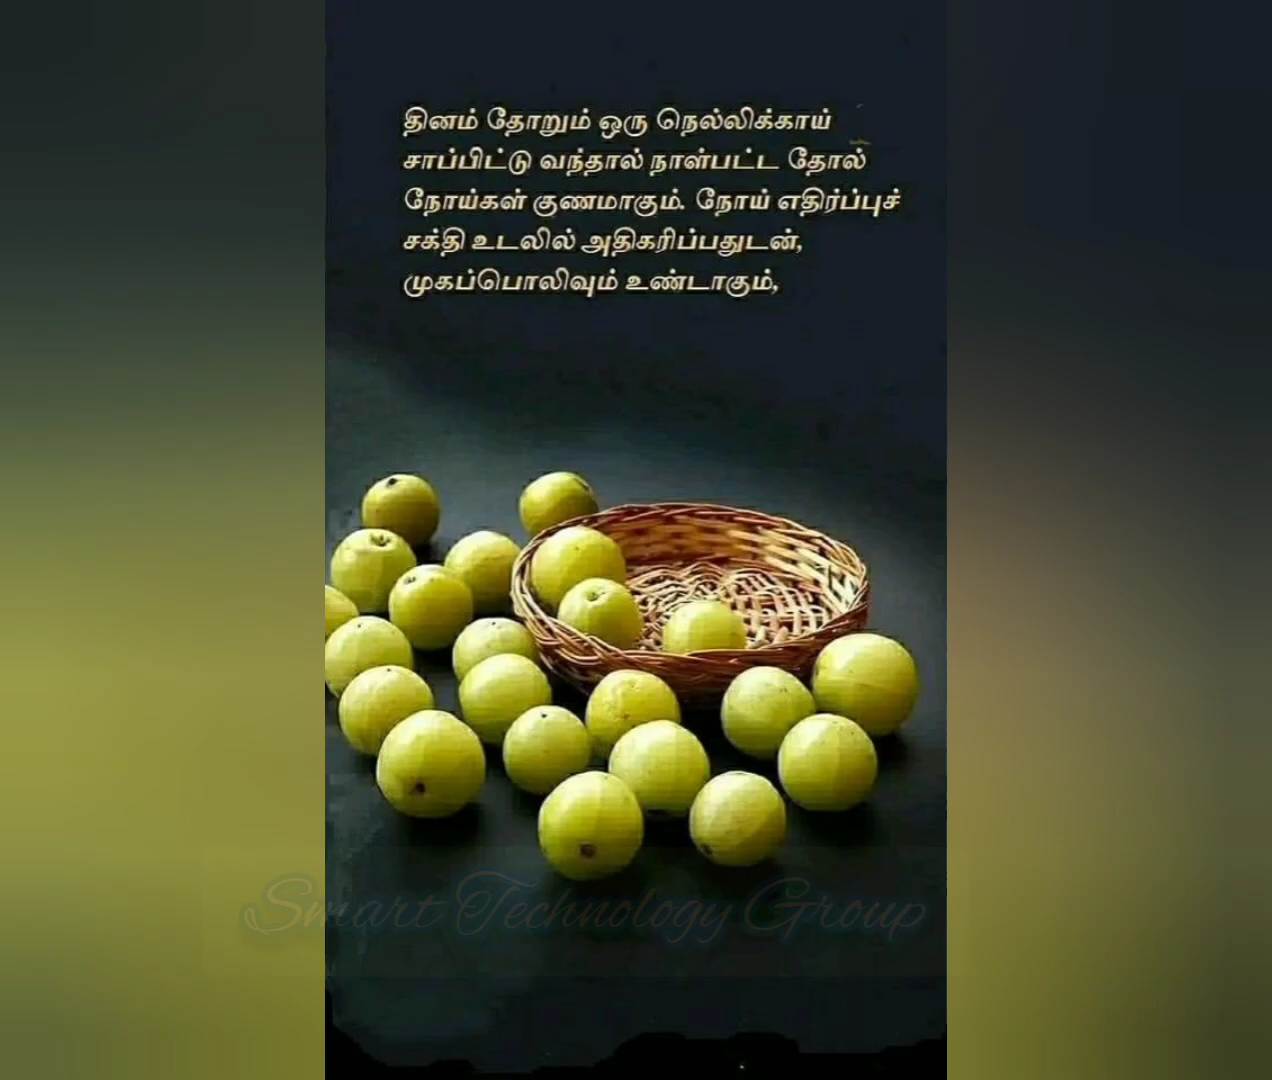 தினம் தோறும் ஒரு நெல்லிக்காய்
சாப்பிட்டு வந்தால் நாள்பட்ட தோல்
நோய்கள் குணமாகும். நோய் எதிர்ப்புச்
சக்தி உடலில் அதிகரிப்பதுடன்,
முகப்பொலிவும் உண்டாகும்,
Smart Technology Group